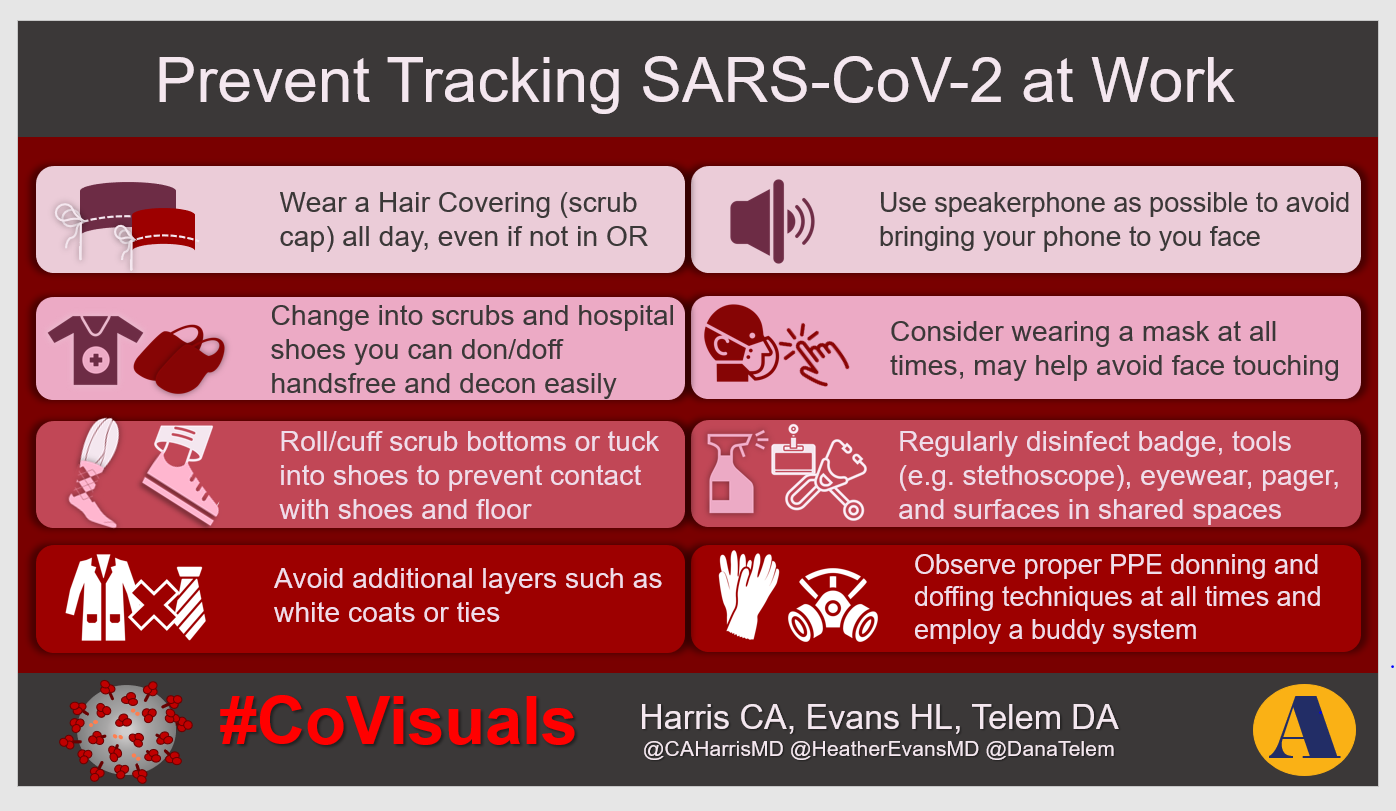 Prevent Tracking SARS-CoV-2 at Work
Wear a Hair Covering (scrub
cap) all day, even if not in OR
Use speakerphone as possible to avoid
bringing your phone to you face
Change into scrubs and hospital
shoes you can don/doff
handsfree and decon easily
Consider wearing a mask at all
times, may help avoid face touching
Roll/cuff scrub bottoms or tuck
into shoes to prevent contact
with shoes and floor
Regularly disinfect badge, tools
(e.g. stethoscope), eyewear, pager,
and surfaces in shared spaces
Avoid additional layers such as
white coats or ties
Observe proper PPE donning and
doffing techniques at all times and
employ a buddy system
#CoVisuals
Harris CA, Evans HL, Telem DA
@CAHarrisMD @HeatherEvansMD @DanaTelem
A